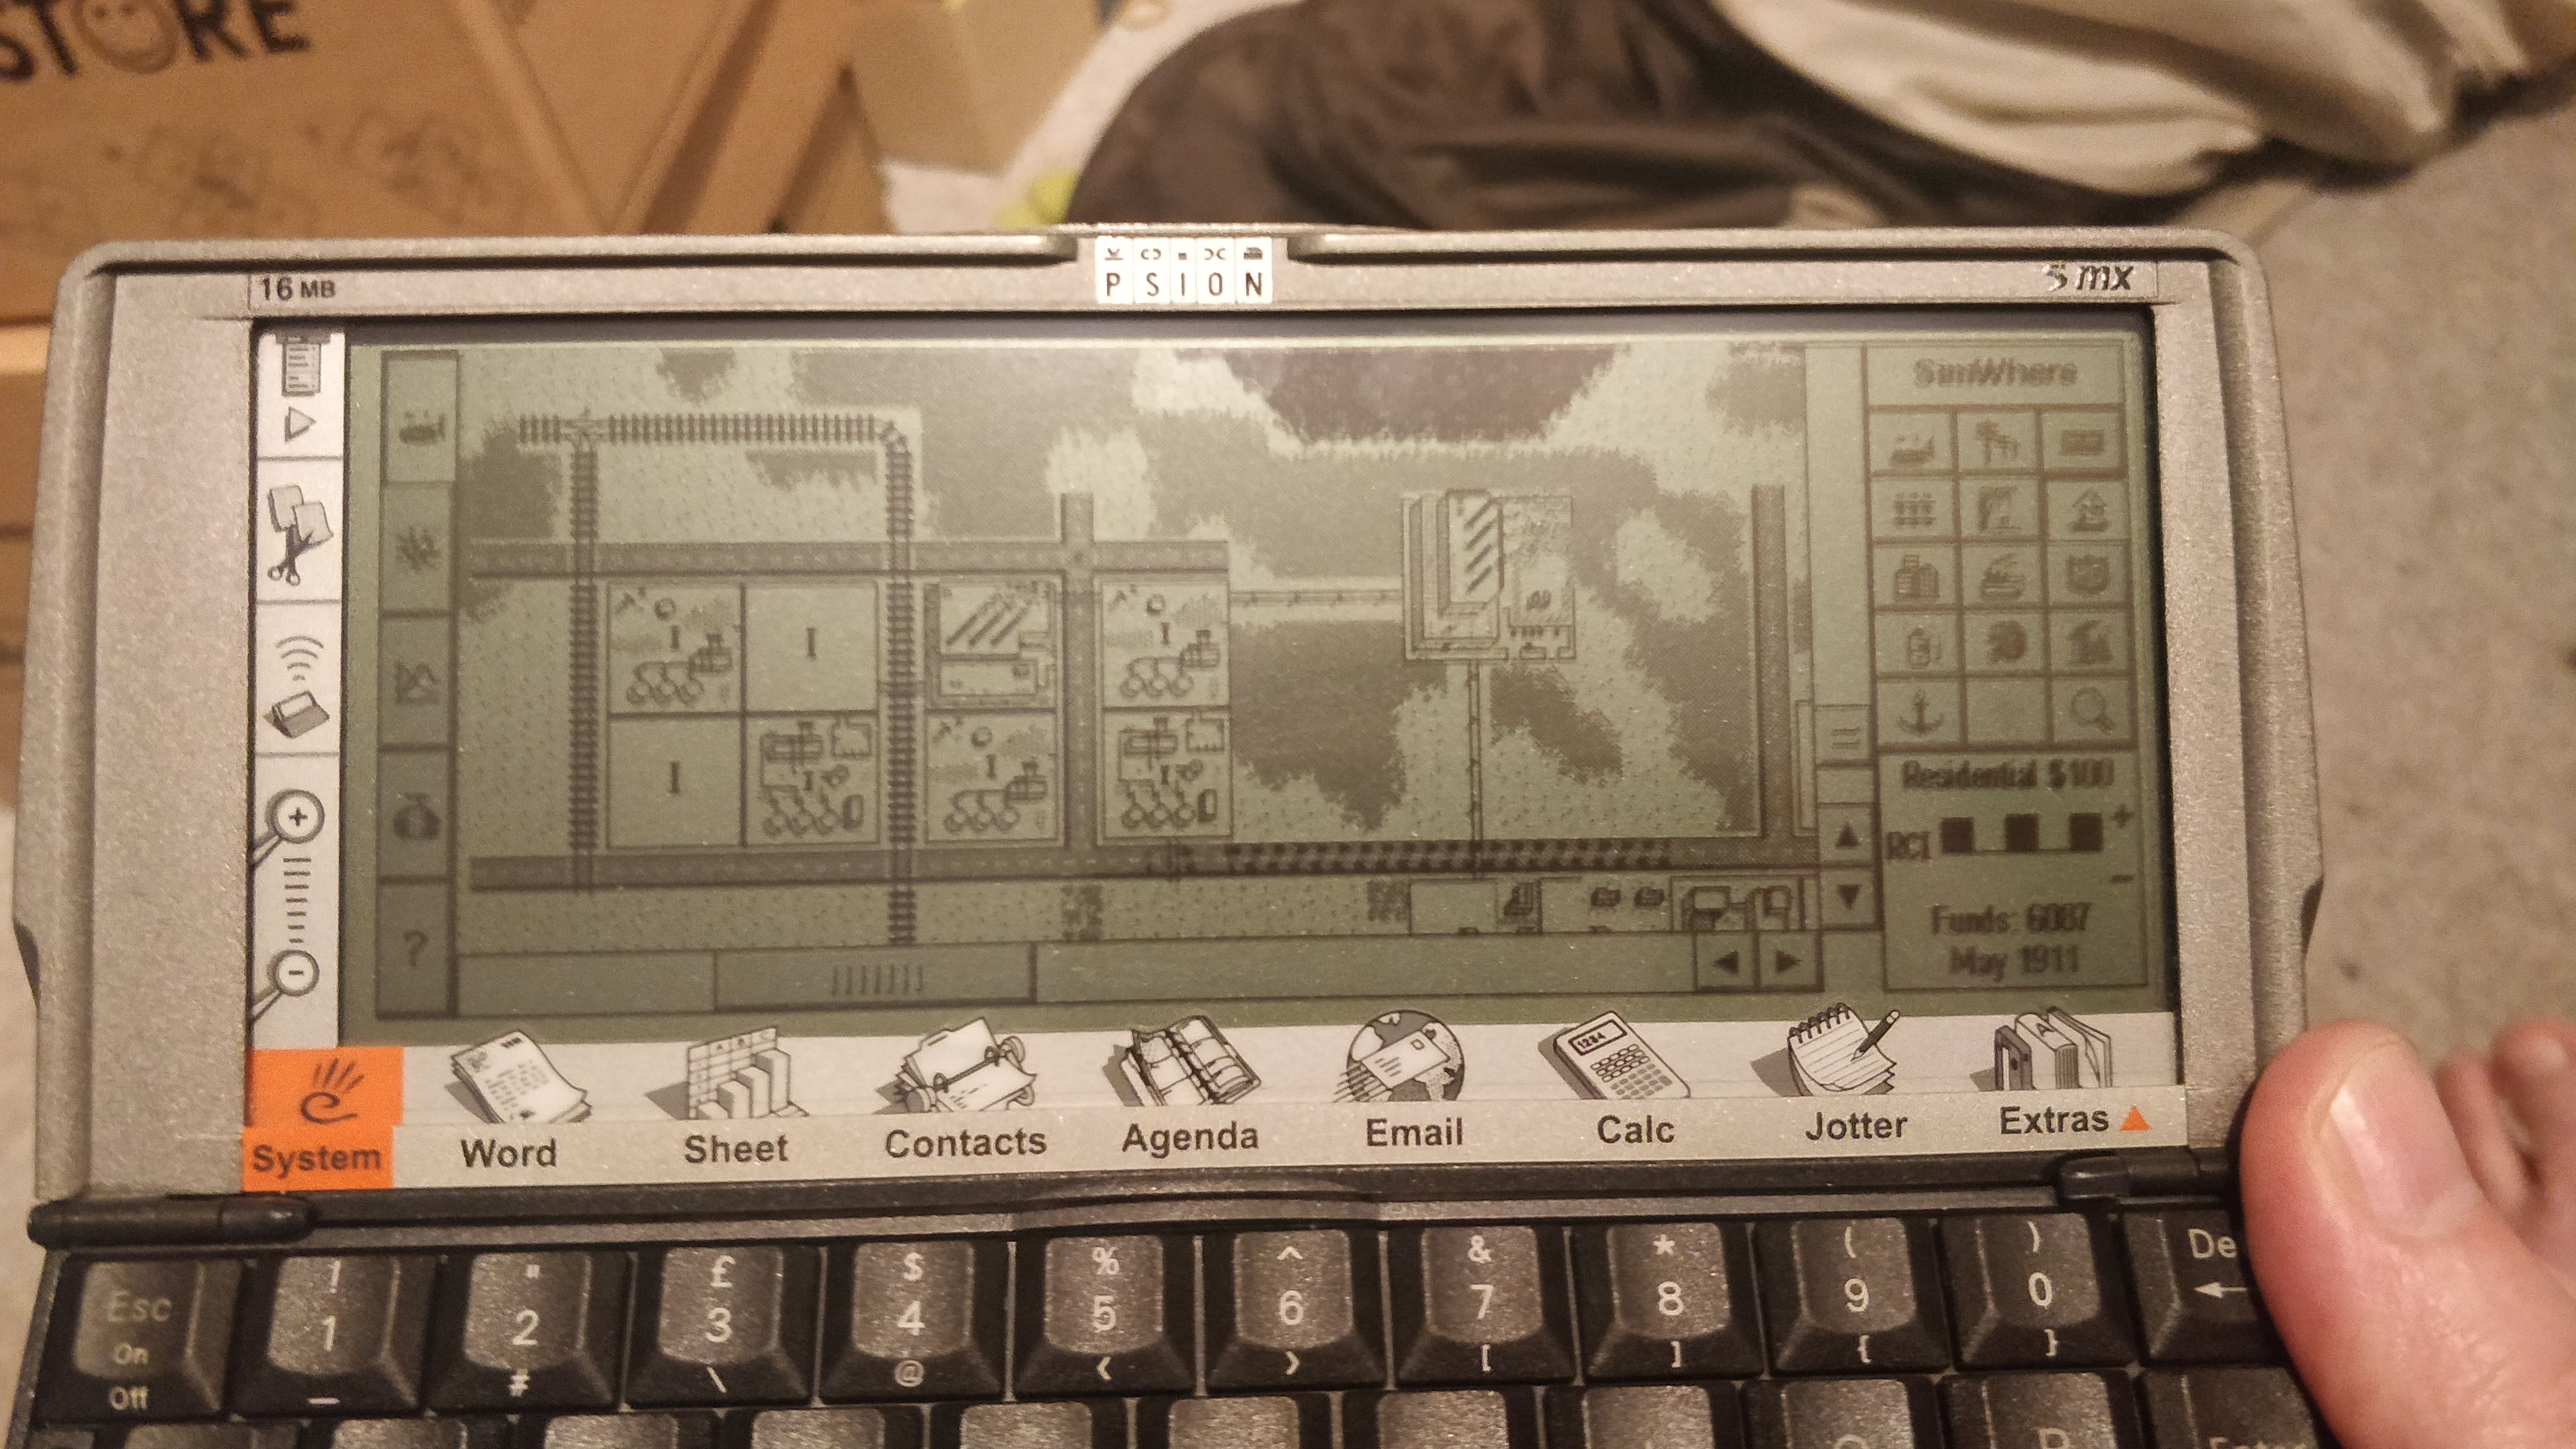 STORE
16 MB
PSION
5mx
SimWhere
I
I
I
I
I
I
I
I
?
Residential $100
RCI
+
-
Funds: 6087
May 1911
System
Word
Sheet
Contacts
Agenda
Email
Calc
Jotter
Extras
Esc
On
Off
! 1 _
" 2 #
£ 3 \
$ 4 @
% 5 <
^ 6 >
& 7 [
* 8 ]
( 9 {
) 0 }
De
←